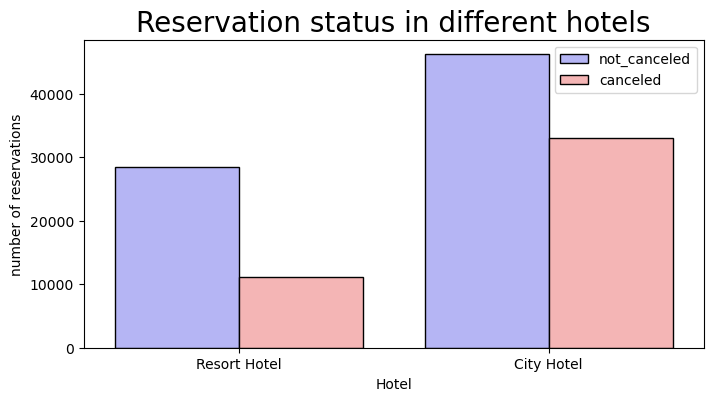 Reservation status in different hotels
not_canceled
canceled
40000
30000
20000
10000
0
number of reservations
Resort Hotel
City Hotel
Hotel